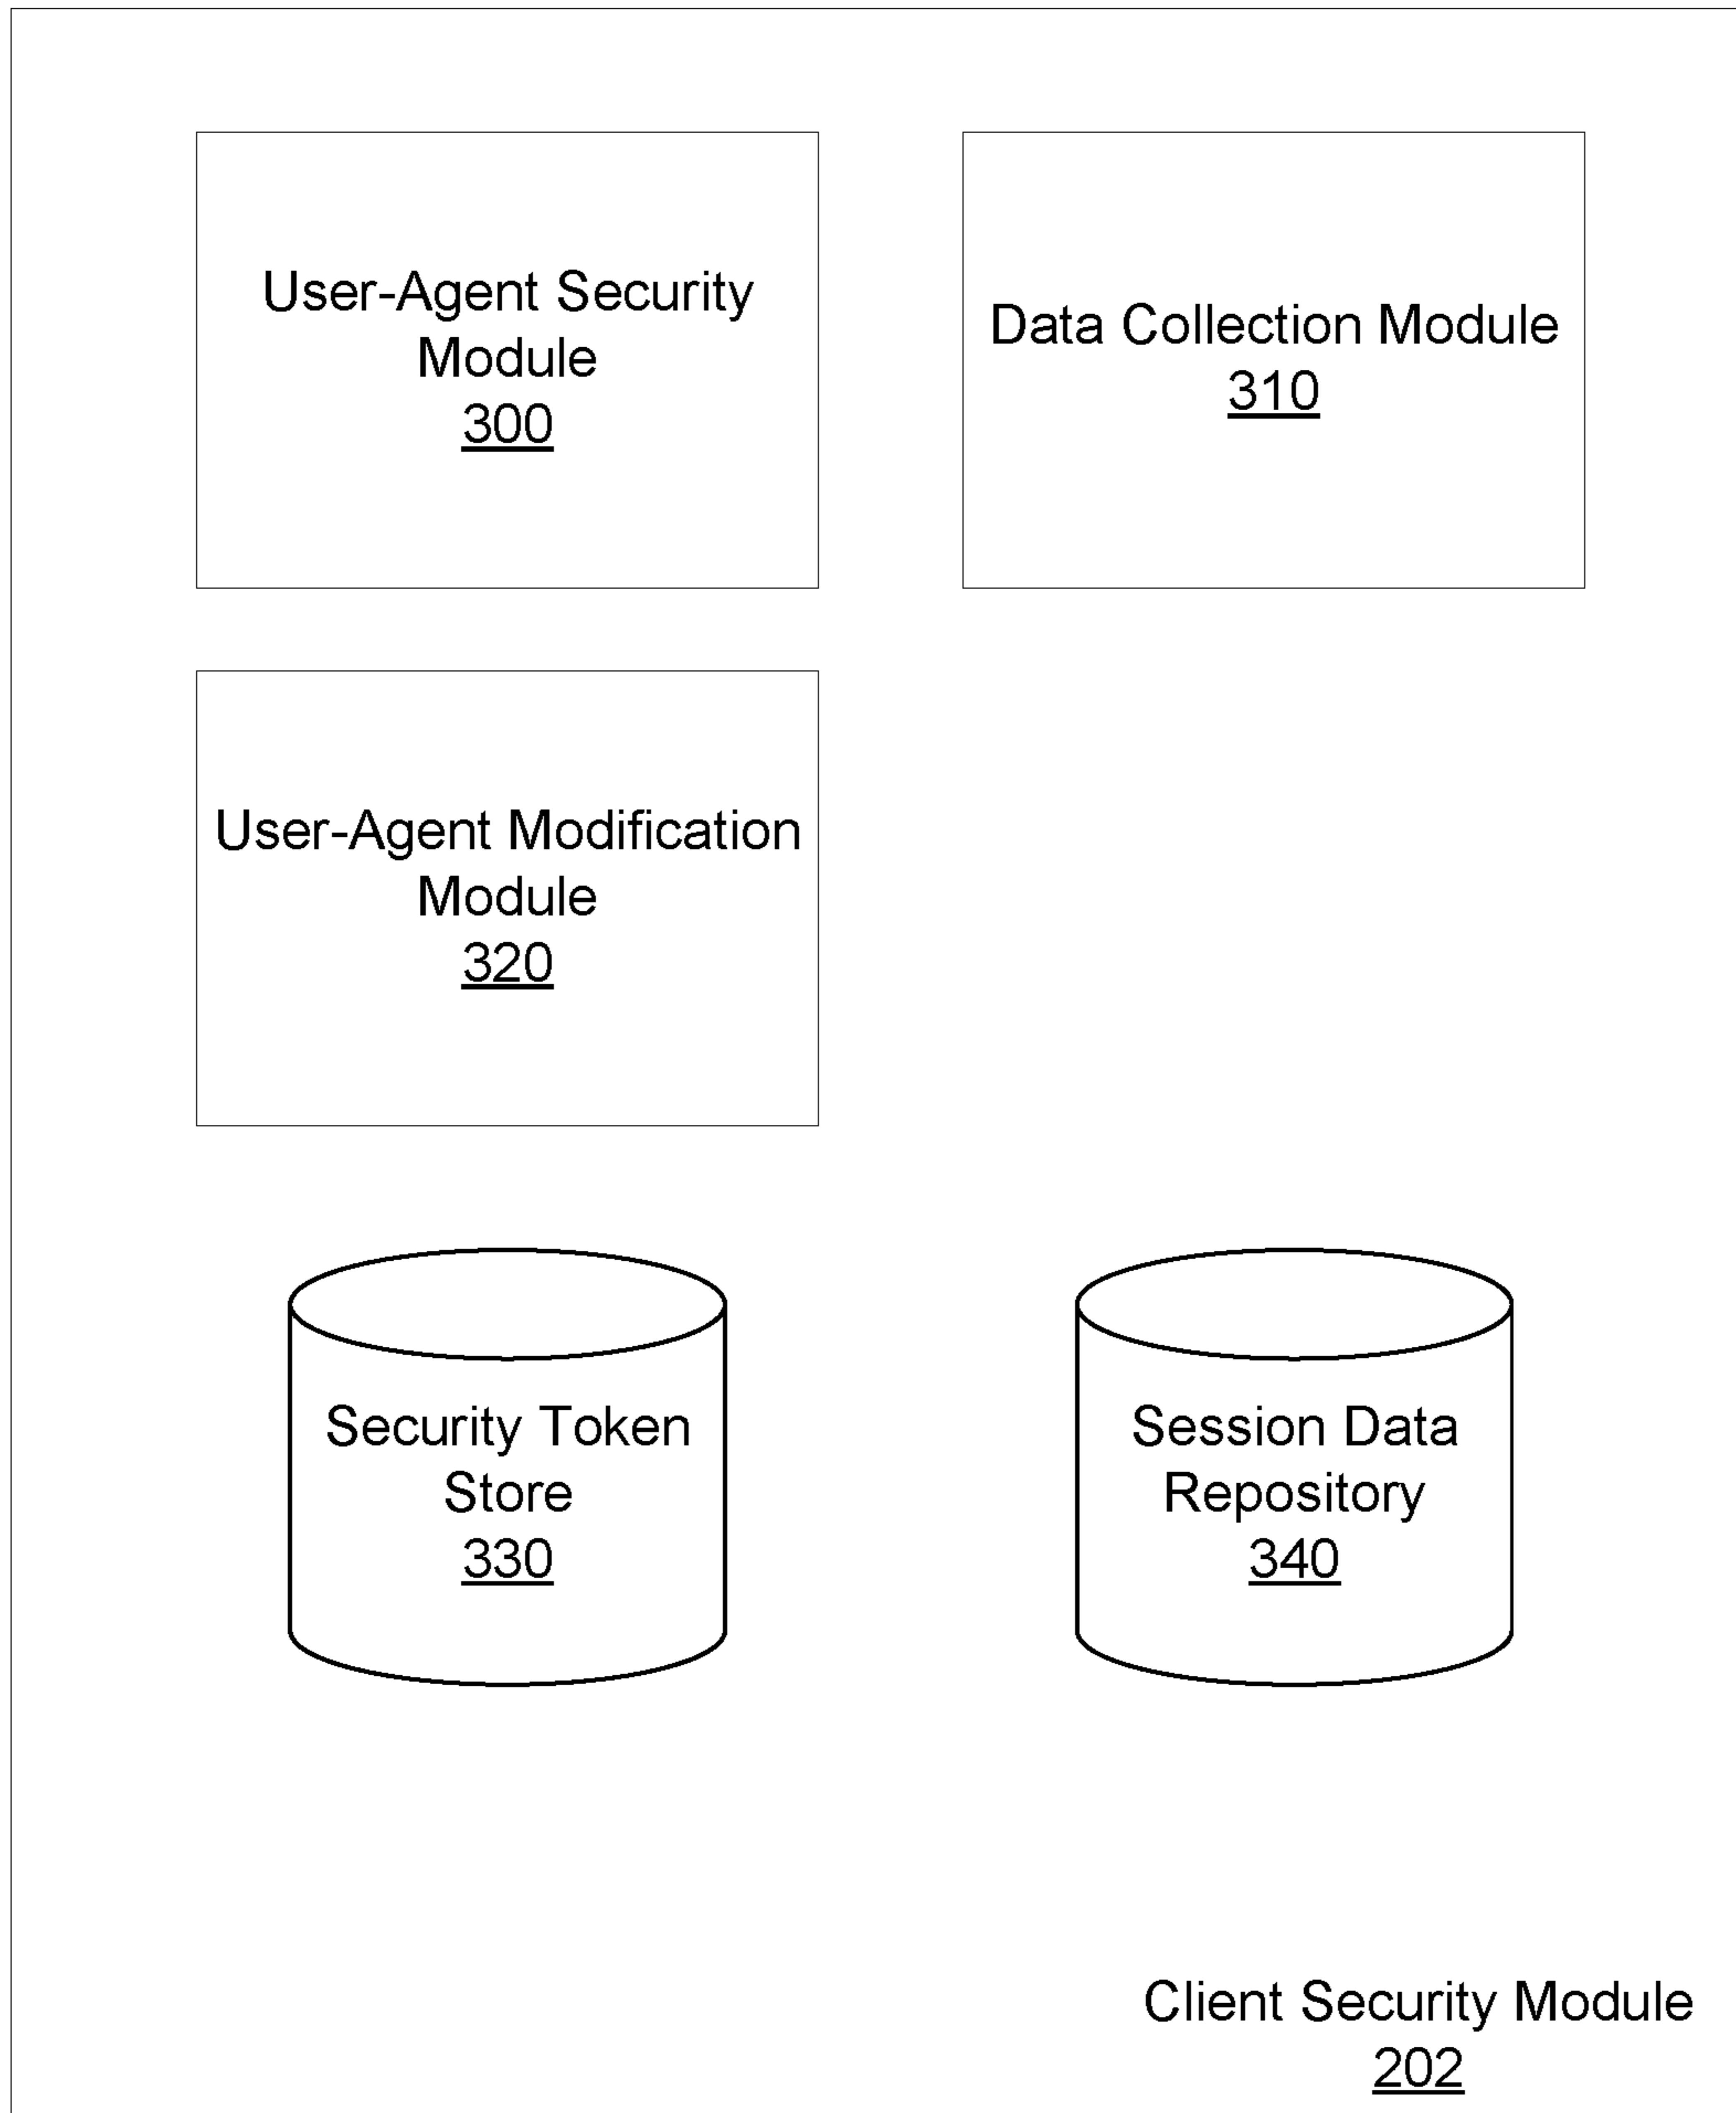 User-Agent Security
Module
300
Data Collection Module
310
User-Agent Modification
Module
320
Security Token
Store
330
Session Data
Repository
340
Client Security Module
202